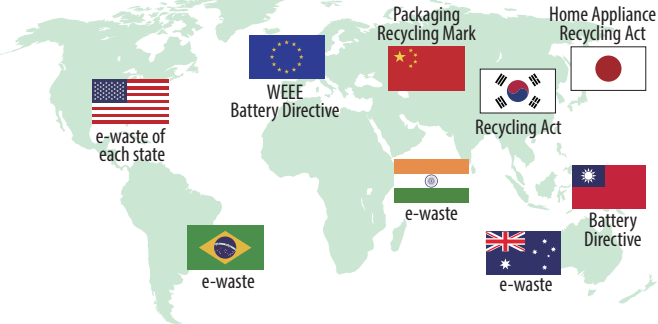 Packaging
Recycling Mark
Home Appliance
Recycling Act
WEEE
Battery Directive
e-waste of
each state
Recycling Act
e-waste
Battery
Directive
e-waste
e-waste